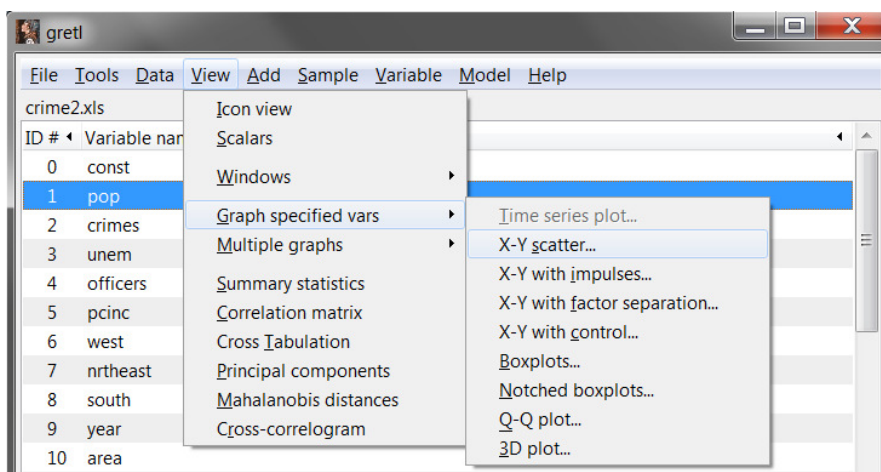 gretl
File Tools Data View Add Sample Variable Model Help
crime2.xls
ID # Variable nar
0 const
1 pop
2 crimes
3 unem
4 officers
5 pcinc
6 west
7 nrtheast
8 south
9 year
10 area
Icon view
Scalars
Windows
Graph specified vars
Multiple graphs
Summary statistics
Correlation matrix
Cross Tabulation
Principal components
Mahalanobis distances
Cross-correlogram
Time series plot...
X-Y scatter...
X-Y with impulses...
X-Y with factor separation...
X-Y with control...
Boxplots...
Notched boxplots...
Q-Q plot...
3D plot...